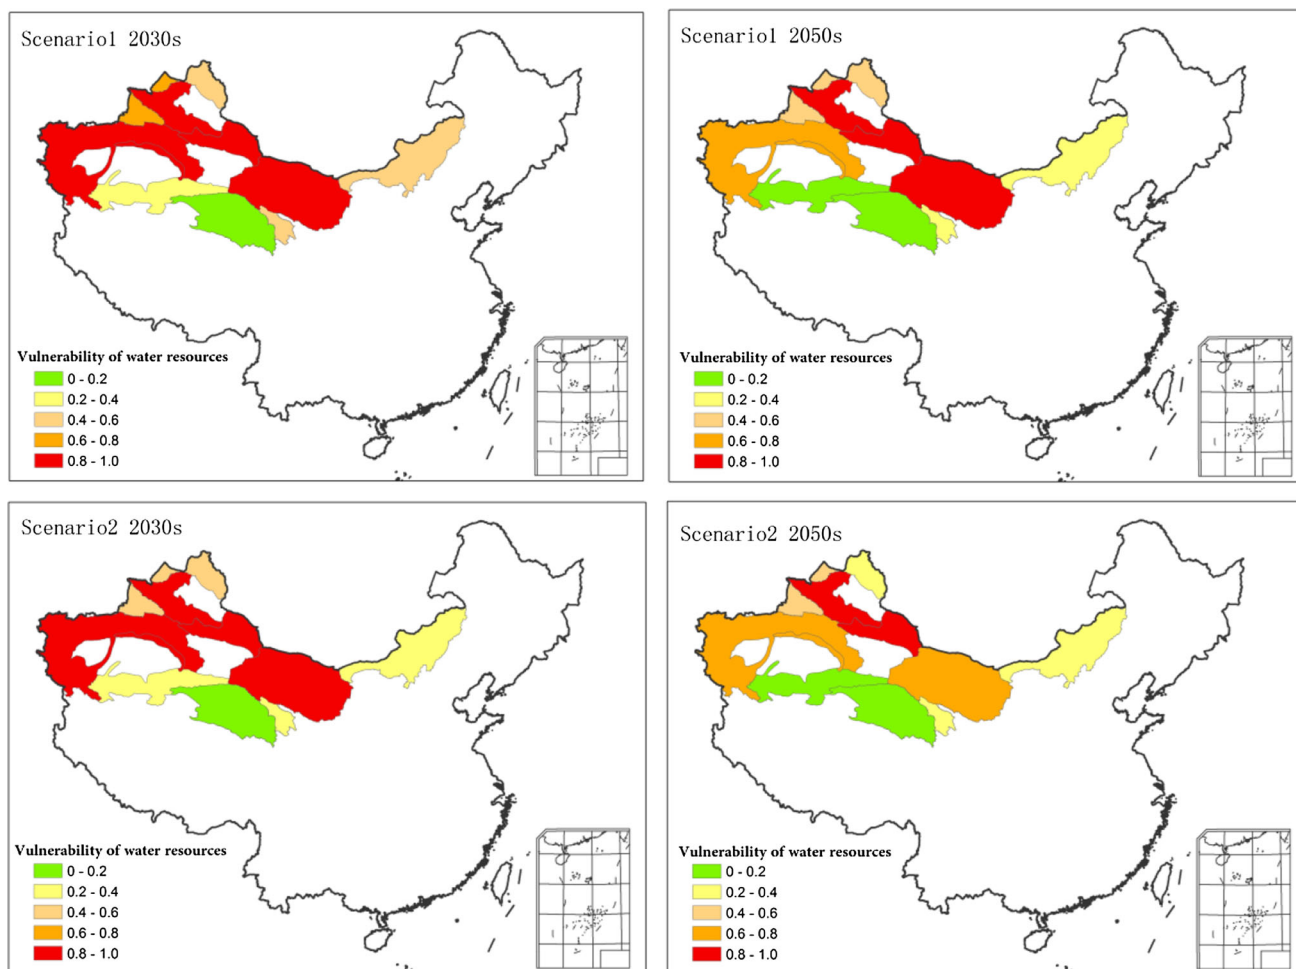 Scenario1 2030s
Vulnerability of water resources
0 - 0.2
0.2 - 0.4
0.4 - 0.6
0.6 - 0.8
0.8 - 1.0
Scenario1 2050s
Vulnerability of water resources
0 - 0.2
0.2 - 0.4
0.4 - 0.6
0.6 - 0.8
0.8 - 1.0
Scenario2 2030s
Vulnerability of water resources
0 - 0.2
0.2 - 0.4
0.4 - 0.6
0.6 - 0.8
0.8 - 1.0
Scenario2 2050s
Vulnerability of water resources
0 - 0.2
0.2 - 0.4
0.4 - 0.6
0.6 - 0.8
0.8 - 1.0